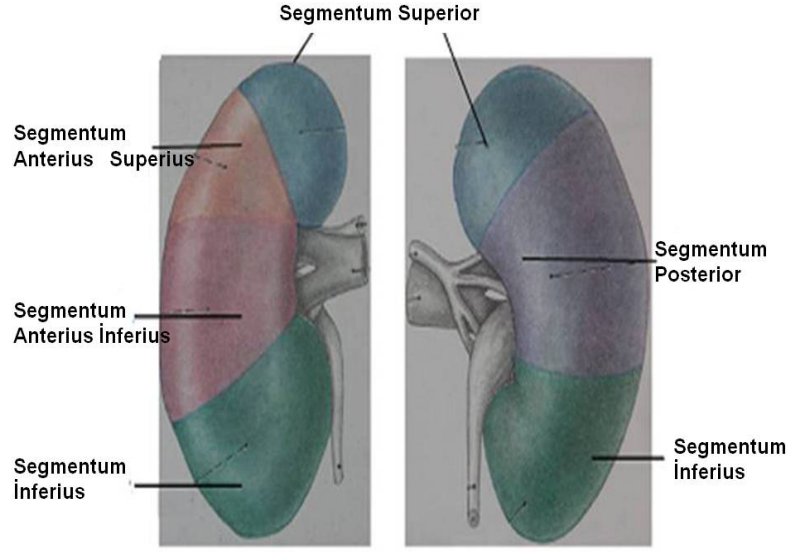 Segmentum Superior
Segmentum
Anterius Superius
Segmentum
Posterior
Segmentum
Anterius İnferius
Segmentum
İnferius
Segmentum
İnferius